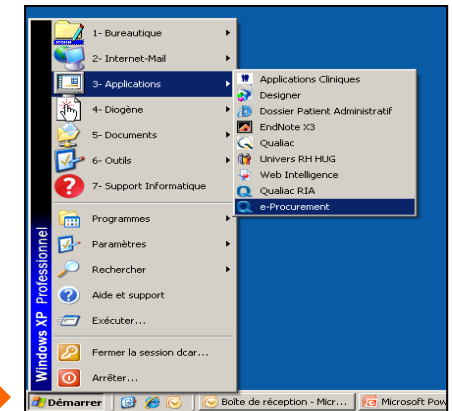 1- Bureautique
2- Internet-Mail
3- Applications
4- Diogène
5- Documents
6- Outils
7- Support Informatique
Programmes
Paramètres
Rechercher
Aide et support
Exécuter...
Fermer la session dcar...
Arrêter...
Windows XP Professionnel
Applications Cliniques
Designer
Dossier Patient Administratif
EndNote X3
Qualiac
Univers RH HUG
Web Intelligence
Qualiac RIA
e-Procurement
Démarrer
Boîte de réception - Micr...
Microsoft Pow